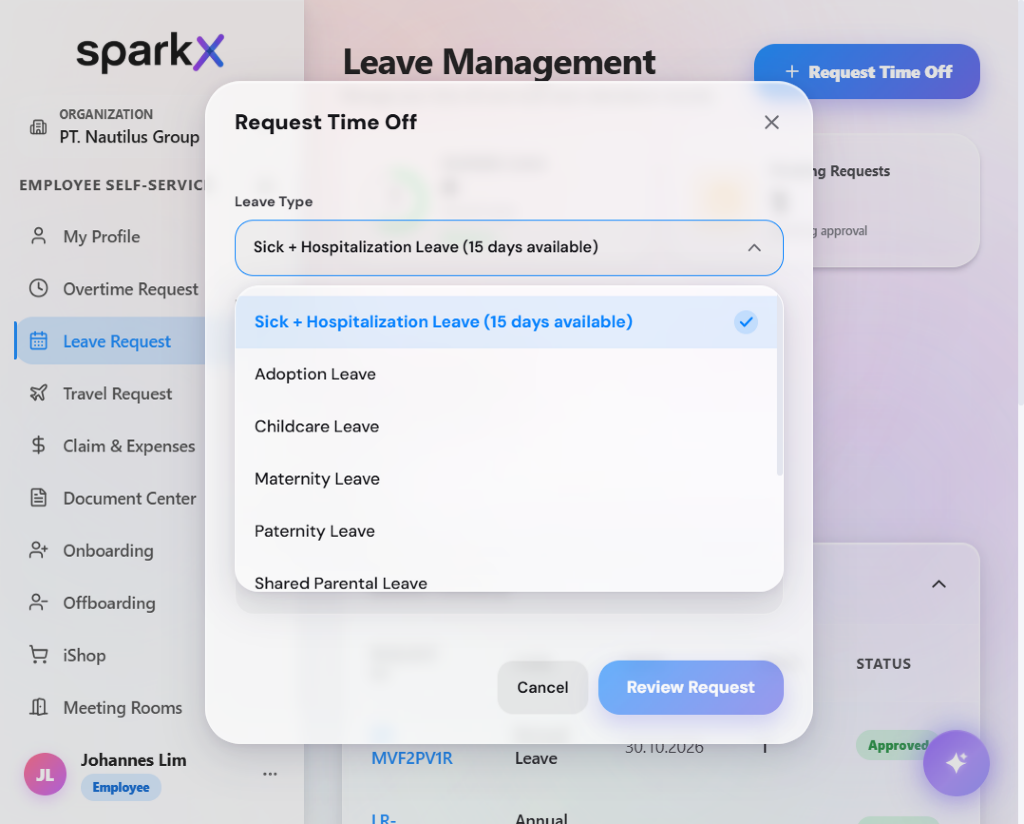 sparkX
ORGANIZATION
PT. Nautilus Group
EMPLOYEE SELF-SERVIC
My Profile
Overtime Request
Leave Request
Travel Request
Claim & Expenses
Document Center
Onboarding
Offboarding
iShop
Meeting Rooms
JL
Johannes Lim
Employee
Leave Management
+ Request Time Off
Requests
approval
Request Time Off
Leave Type
Sick + Hospitalization Leave (15 days available)
Sick + Hospitalization Leave (15 days available)
Adoption Leave
Childcare Leave
Maternity Leave
Paternity Leave
Shared Parental Leave
Cancel
Review Request
STATUS
MVF2PV1R
Leave
30.10.2026
1
Approved
LR-
Annual